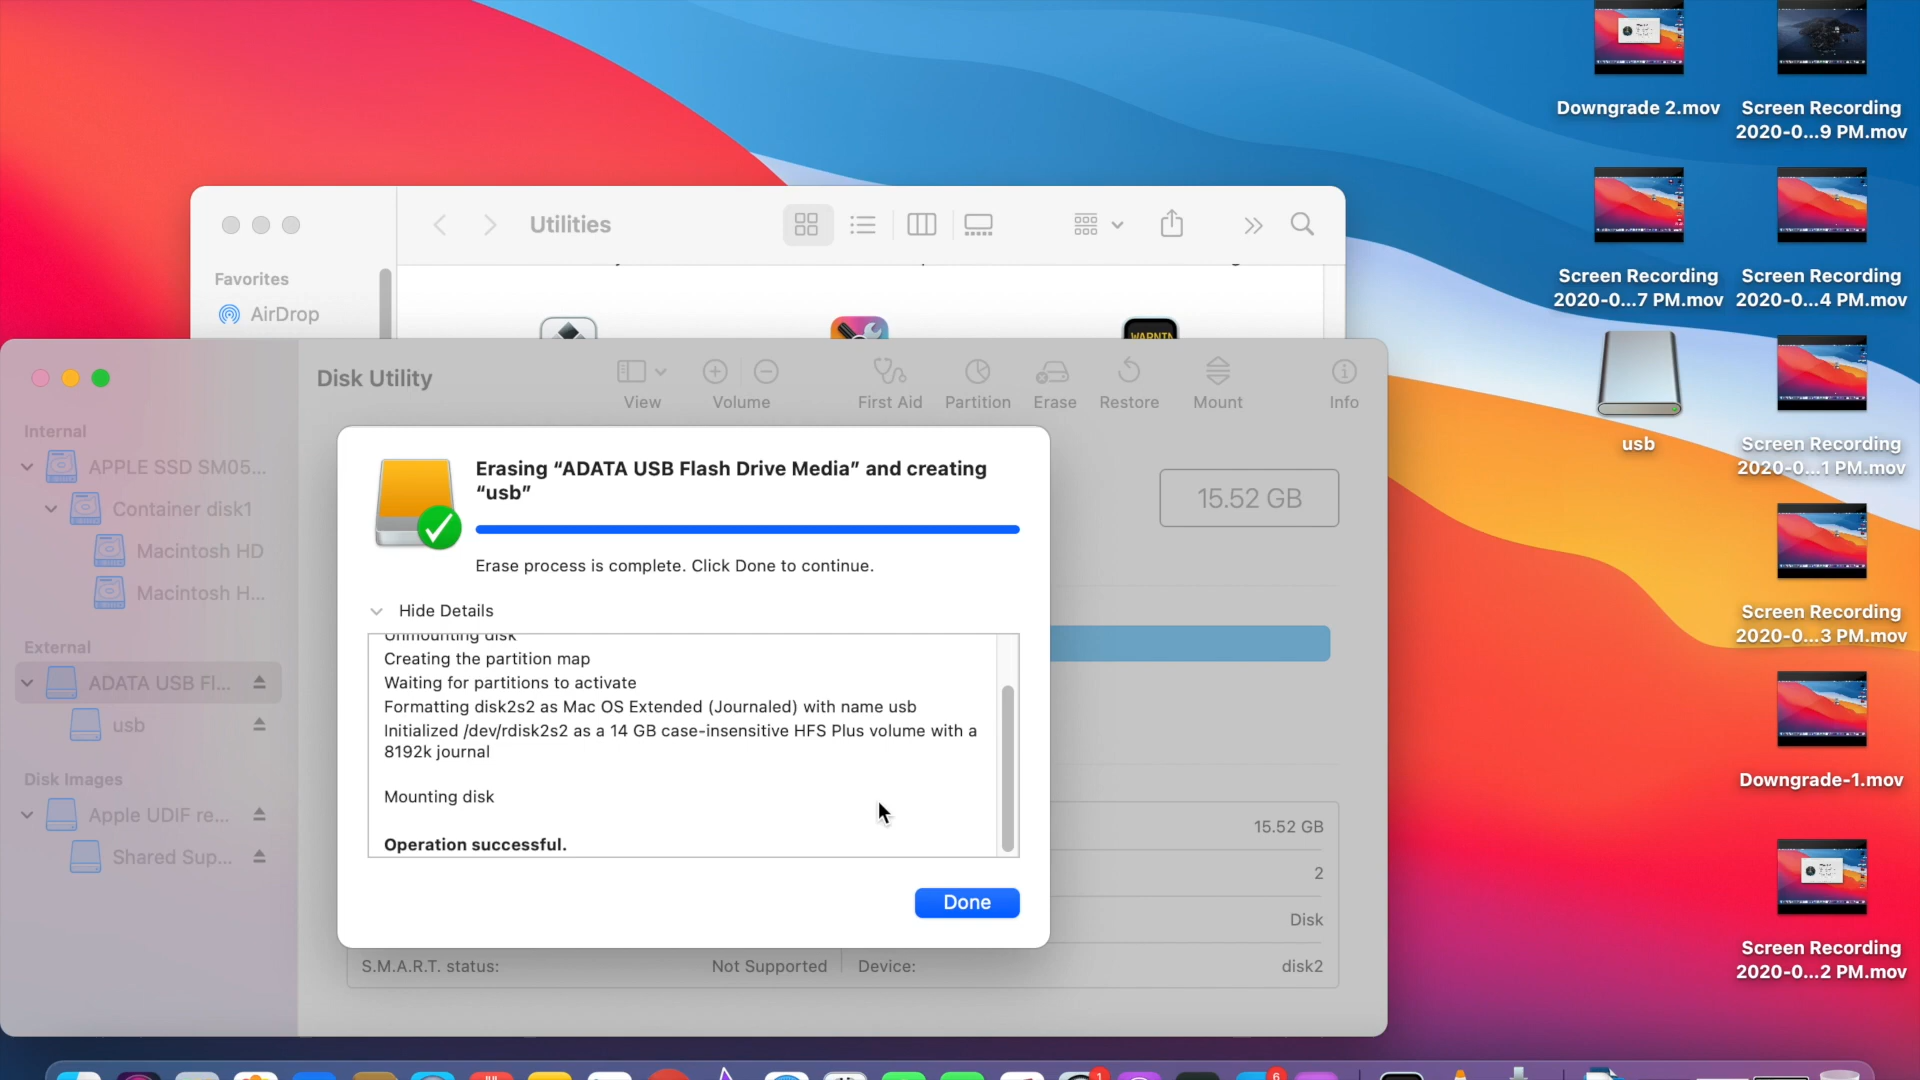 Downgrade 2.mov
Screen Recording
2020-0...9 PM.mov
Screen Recording
2020-0...7 PM.mov
Screen Recording
2020-0...4 PM.mov
usb
Screen Recording
2020-0...1 PM.mov
Screen Recording
2020-0...3 PM.mov
Downgrade-1.mov
Screen Recording
2020-0...2 PM.mov
Utilities
Favorites
AirDrop
WARNIN
Disk Utility
View
Volume
First Aid
Partition
Erase
Restore
Mount
Info
Internal
APPLE SSD SM05...
Container disk1
Macintosh HD
Macintosh H...
External
ADATA USB Fl...
usb
Disk Images
Apple UDIF re...
Shared Sup...
15.52 GB
Erasing “ADATA USB Flash Drive Media” and creating
“usb”
Erase process is complete. Click Done to continue.
Hide Details
Unmounting disk
Creating the partition map
Waiting for partitions to activate
Formatting disk2s2 as Mac OS Extended (Journaled) with name usb
Initialized /dev/rdisk2s2 as a 14 GB case-insensitive HFS Plus volume with a
8192k journal
Mounting disk
Operation successful.
Done
15.52 GB
2
Disk
S.M.A.R.T. status:
Not Supported
Device:
disk2
1
6